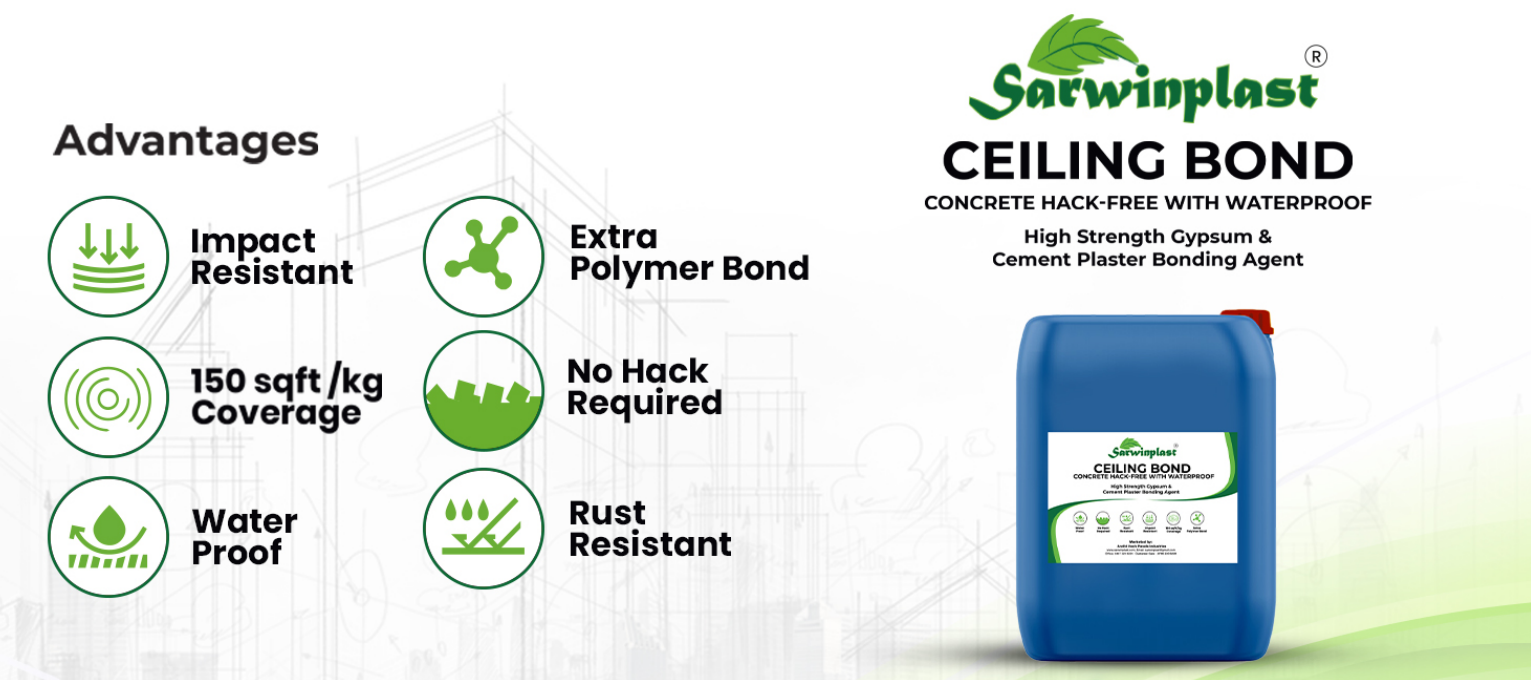 Advantages
Impact
Resistant
Extra
Polymer Bond
150 sqft /kg
Coverage
No Hack
Required
Water
Proof
Rust
Resistant
Sarwinplast ®
CEILING BOND
CONCRETE HACK-FREE WITH WATERPROOF
High Strength Gypsum &
Cement Plaster Bonding Agent
Sarwinplast
CEILING BOND
CONCRETE HACK-FREE WITH WATERPROOF
High Strength Gypsum &
Cement Plaster Bonding Agent
Marketed by: